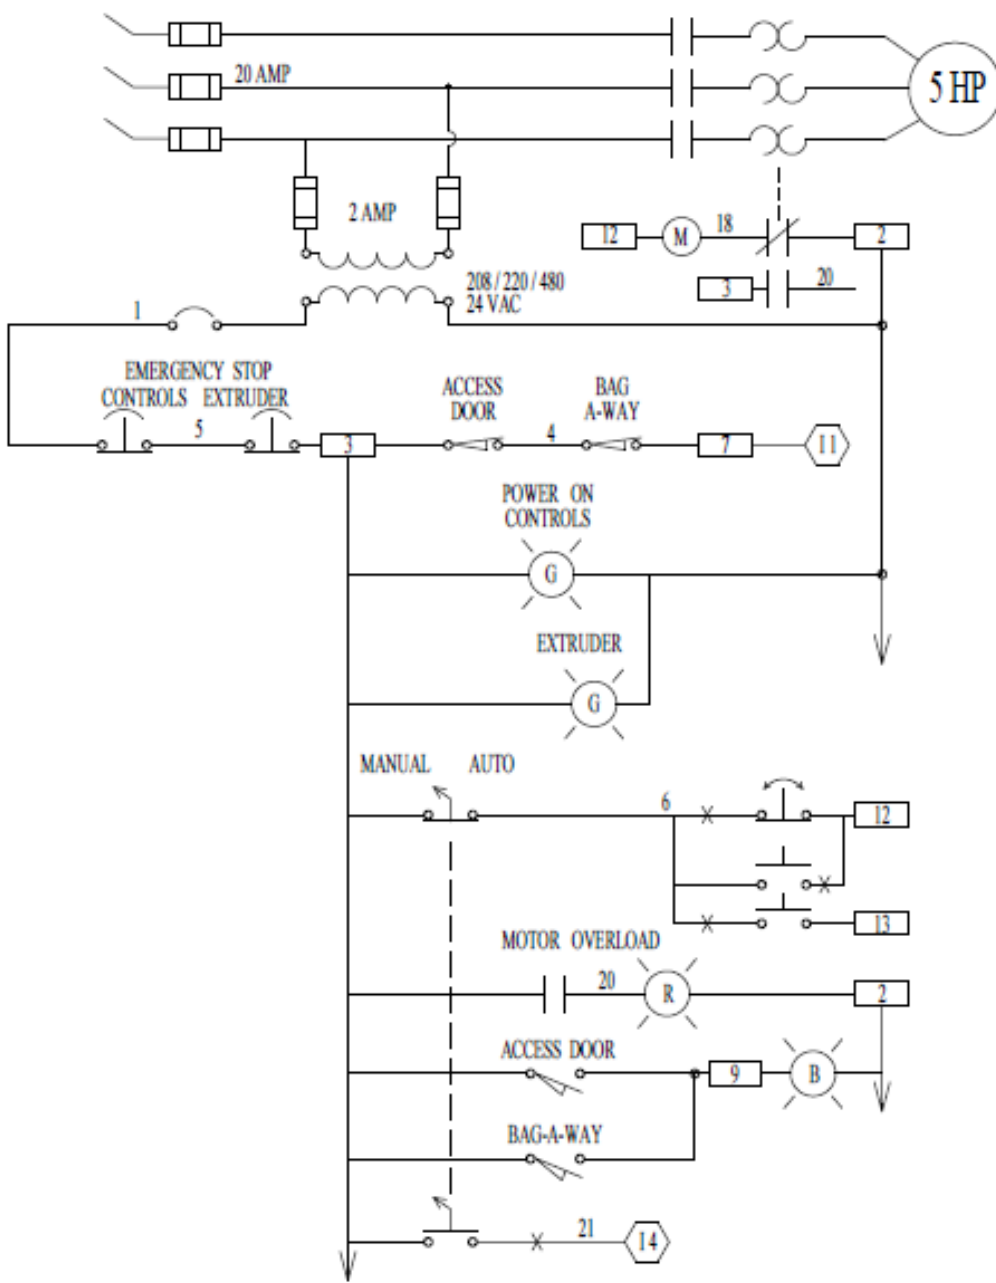 20 AMP
5 HP
2 AMP
12
M
18
2
208 / 220 / 480
24 VAC
3
20
1
EMERGENCY STOP
CONTROLS EXTRUDER
5
3
ACCESS
DOOR
4
BAG
A-WAY
7
11
POWER ON
CONTROLS
G
EXTRUDER
G
MANUAL AUTO
6
12
13
MOTOR OVERLOAD
20
R
2
ACCESS DOOR
9
B
BAG-A-WAY
21
14